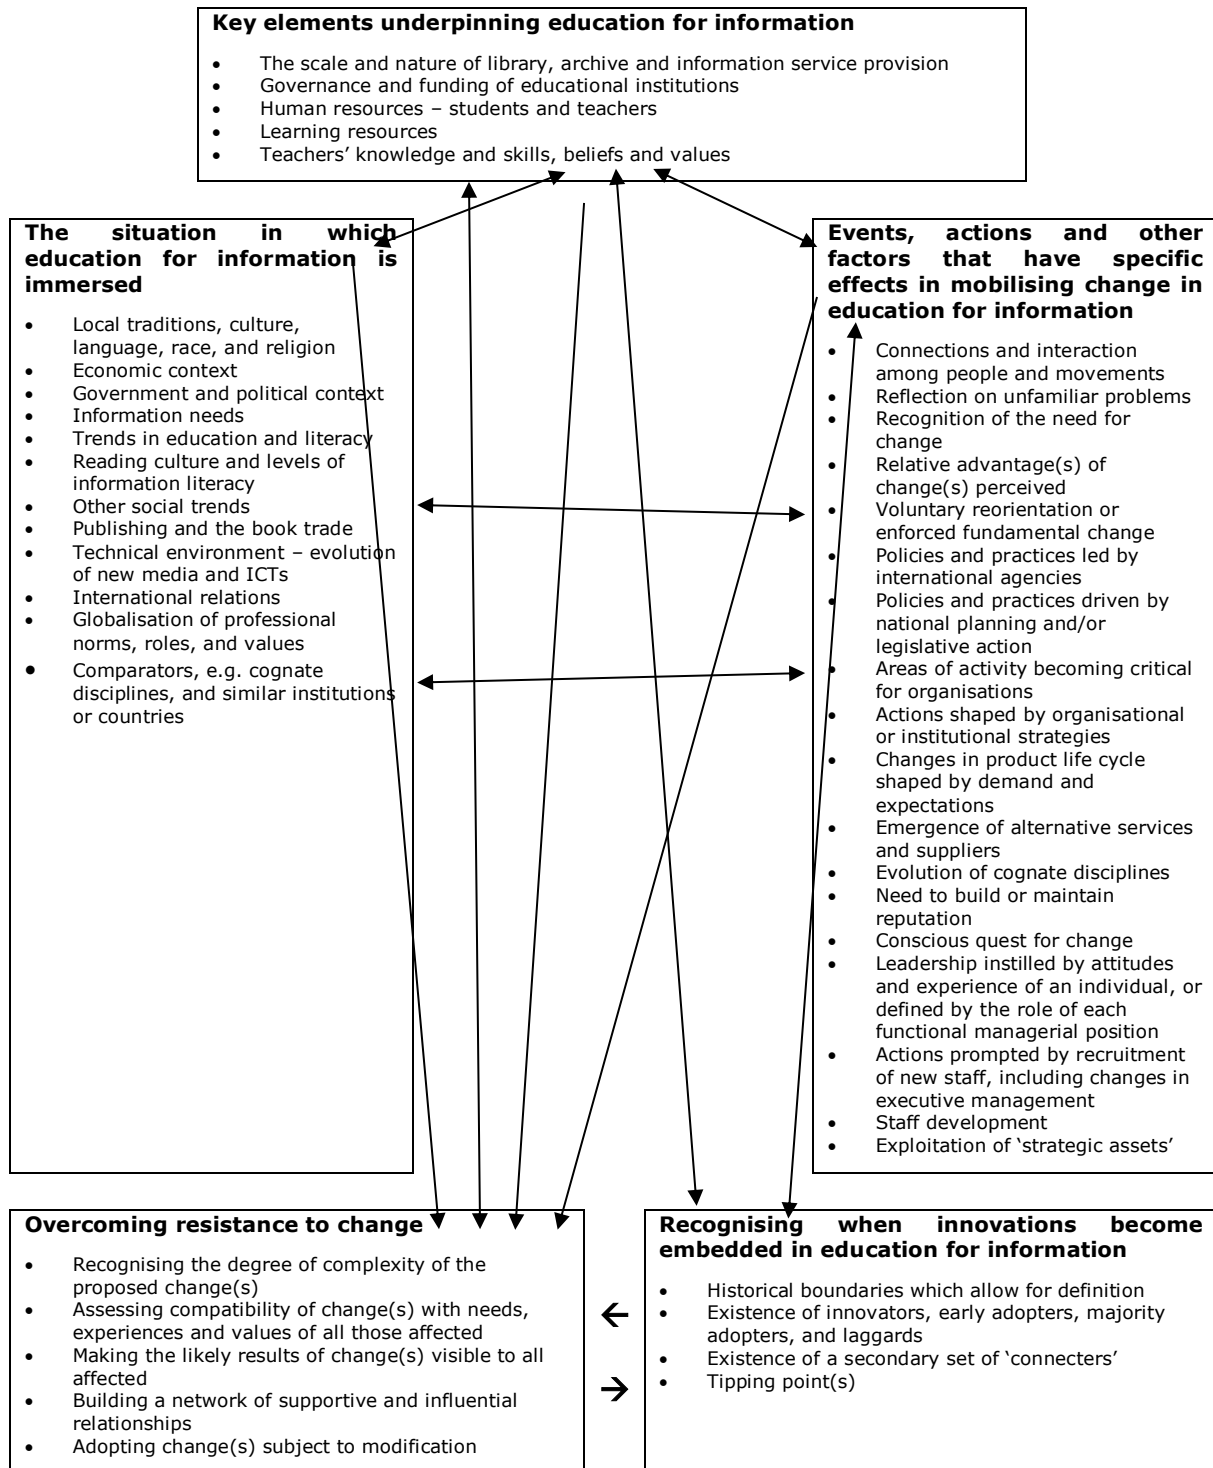 Key elements underpinning education for information
• The scale and nature of library, archive and information service provision
• Governance and funding of educational institutions
• Human resources – students and teachers
• Learning resources
• Teachers’ knowledge and skills, beliefs and values
The situation in which
education for information is
immersed
• Local traditions, culture,
language, race, and religion
• Economic context
• Government and political context
• Information needs
• Trends in education and literacy
• Reading culture and levels of
information literacy
• Other social trends
• Publishing and the book trade
• Technical environment – evolution
of new media and ICTs
• International relations
• Globalisation of professional
norms, roles, and values
• Comparators, e.g. cognate
disciplines, and similar institutions
or countries
Events, actions and other
factors that have specific
effects in mobilising change in
education for information
• Connections and interaction
among people and movements
• Reflection on unfamiliar problems
• Recognition of the need for
change
• Relative advantage(s) of
change(s) perceived
• Voluntary reorientation or
enforced fundamental change
• Policies and practices led by
international agencies
• Policies and practices driven by
national planning and/or
legislative action
• Areas of activity becoming critical
for organisations
• Actions shaped by organisational
or institutional strategies
• Changes in product life cycle
shaped by demand and
expectations
• Emergence of alternative services
and suppliers
• Evolution of cognate disciplines
• Need to build or maintain
reputation
• Conscious quest for change
• Leadership instilled by attitudes
and experience of an individual, or
defined by the role of each
functional managerial position
• Actions prompted by recruitment
of new staff, including changes in
executive management
• Staff development
• Exploitation of ‘strategic assets’
Overcoming resistance to change
• Recognising the degree of complexity of the
proposed change(s)
• Assessing compatibility of change(s) with needs,
experiences and values of all those affected
• Making the likely results of change(s) visible to all
affected
• Building a network of supportive and influential
relationships
• Adopting change(s) subject to modification
Recognising when innovations become
embedded in education for information
• Historical boundaries which allow for definition
• Existence of innovators, early adopters, majority
adopters, and laggards
• Existence of a secondary set of ‘connecters’
• Tipping point(s)